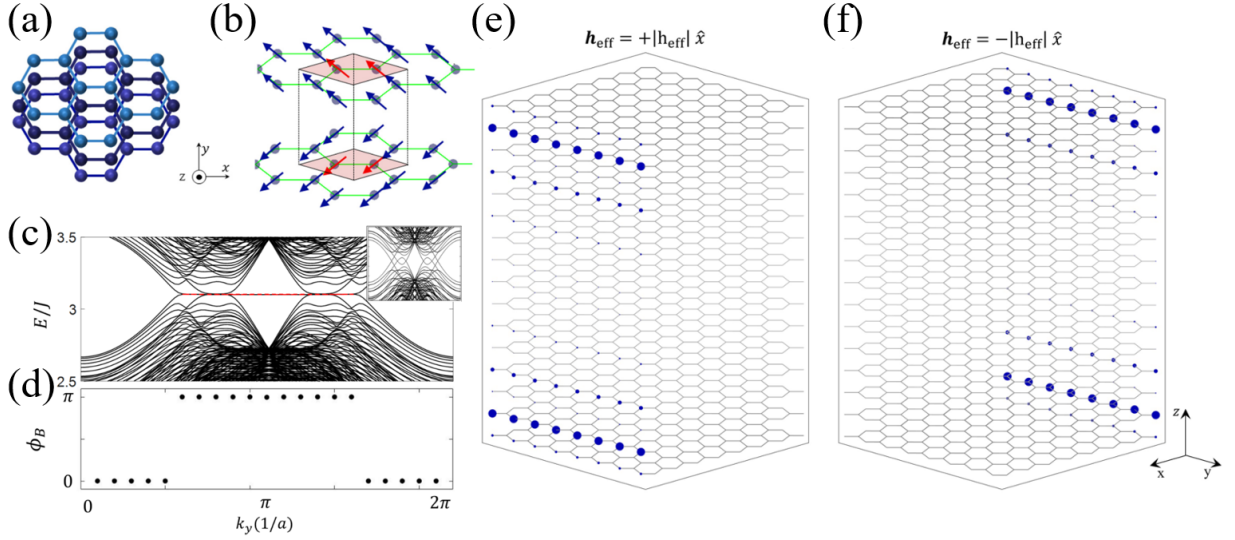 (a)
y
z
x
(b)
(c)
3.5
E/J
3
2.5
(d)
π
ϕ_B
0
0
π
2π
k_y(1/a)
(e)
h_eff = +|h_eff| x̂
(f)
h_eff = −|h_eff| x̂
z
x
y